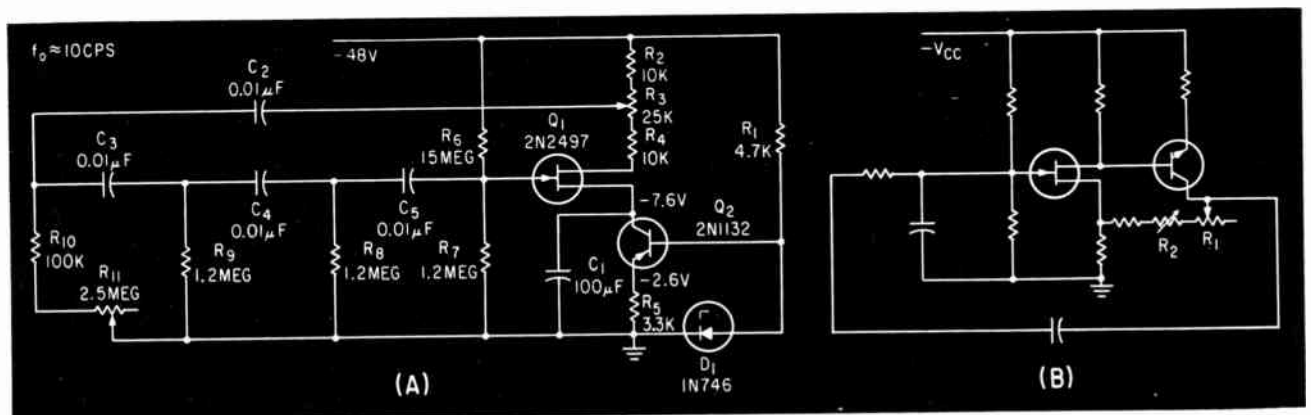 f₀≈10CPS
-48V
C₂
0.01μF
R₂
10K
R₃
25K
R₄
10K
R₁
4.7K
C₃
0.01μF
R₆
15MEG
Q₁
2N2497
C₄
0.01μF
C₅
0.01μF
-7.6V
Q₂
2N1132
R₁₀
100K
R₁₁
2.5MEG
R₉
1.2MEG
R₈
1.2MEG
R₇
1.2MEG
C₁
100μF
-2.6V
R₅
3.3K
D₁
1N746
(A)
-V_CC
R₂
R₁
(B)